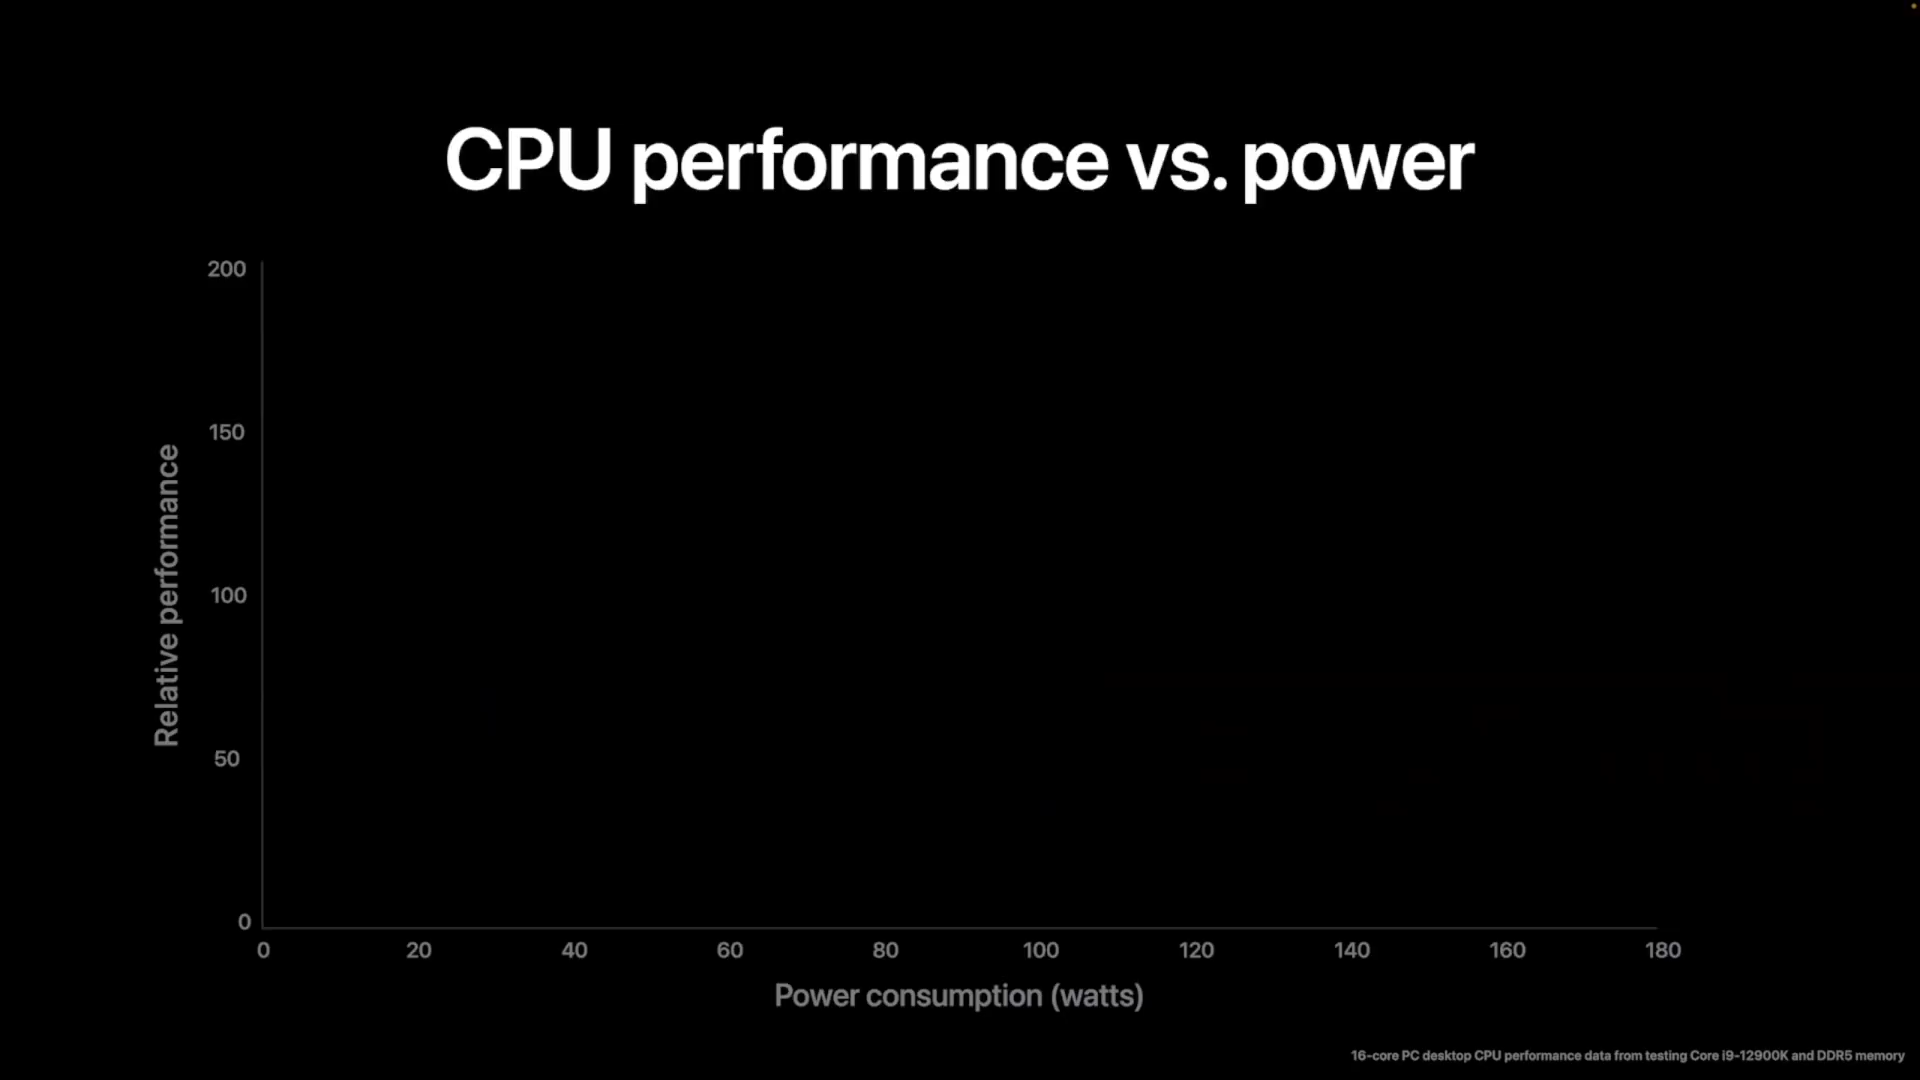 CPU performance vs. power
200
150
100
50
0
Relative performance
0 20 40 60 80 100 120 140 160 180
Power consumption (watts)
16-core PC desktop CPU performance data from testing Core i9-12900K and DDR5 memory